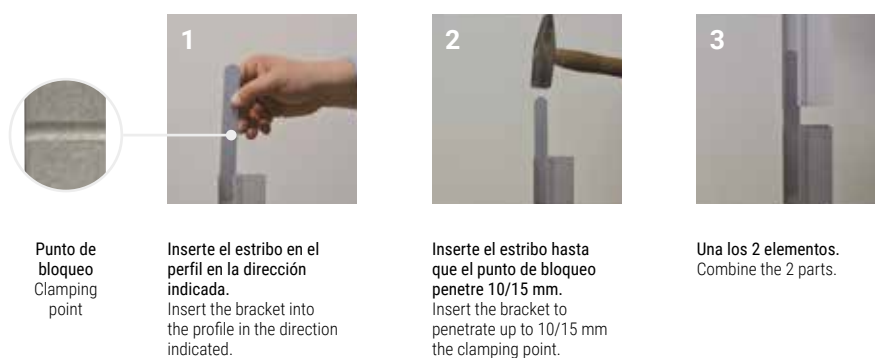 1
2
3
Punto de
bloqueo
Clamping
point
Inserte el estribo en el
perfil en la dirección
indicada.
Insert the bracket into
the profile in the direction
indicated.
Inserte el estribo hasta
que el punto de bloqueo
penetre 10/15 mm.
Insert the bracket to
penetrate up to 10/15 mm
the clamping point.
Una los 2 elementos.
Combine the 2 parts.